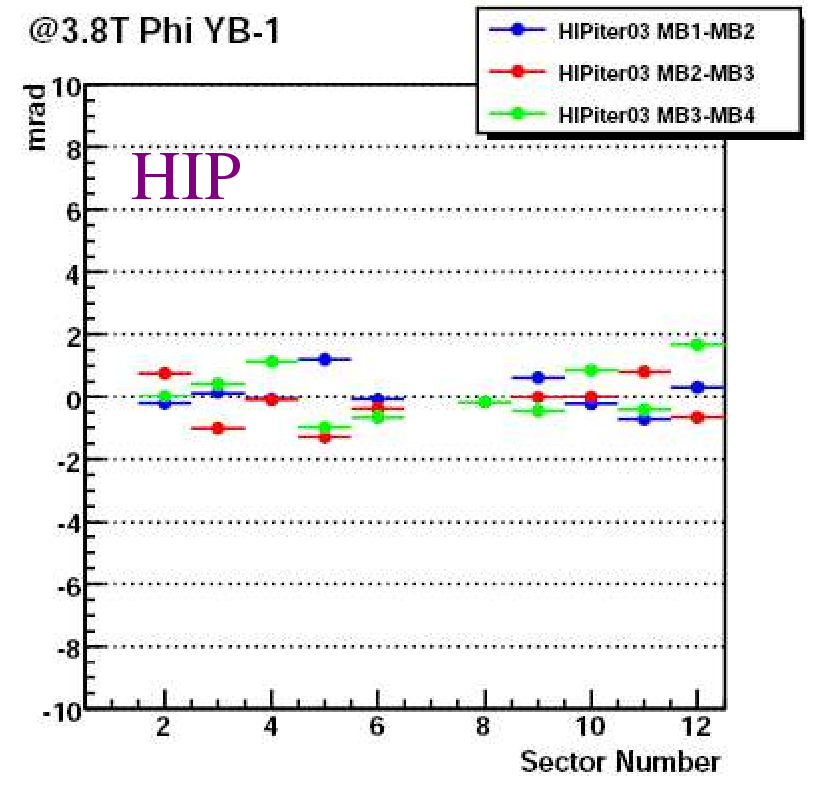 @3.8T Phi YB-1
HIPiter03 MB1-MB2
HIPiter03 MB2-MB3
HIPiter03 MB3-MB4
mrad
10
8
6
4
2
0
-2
-4
-6
-8
-10
HIP
2 4 6 8 10 12
Sector Number